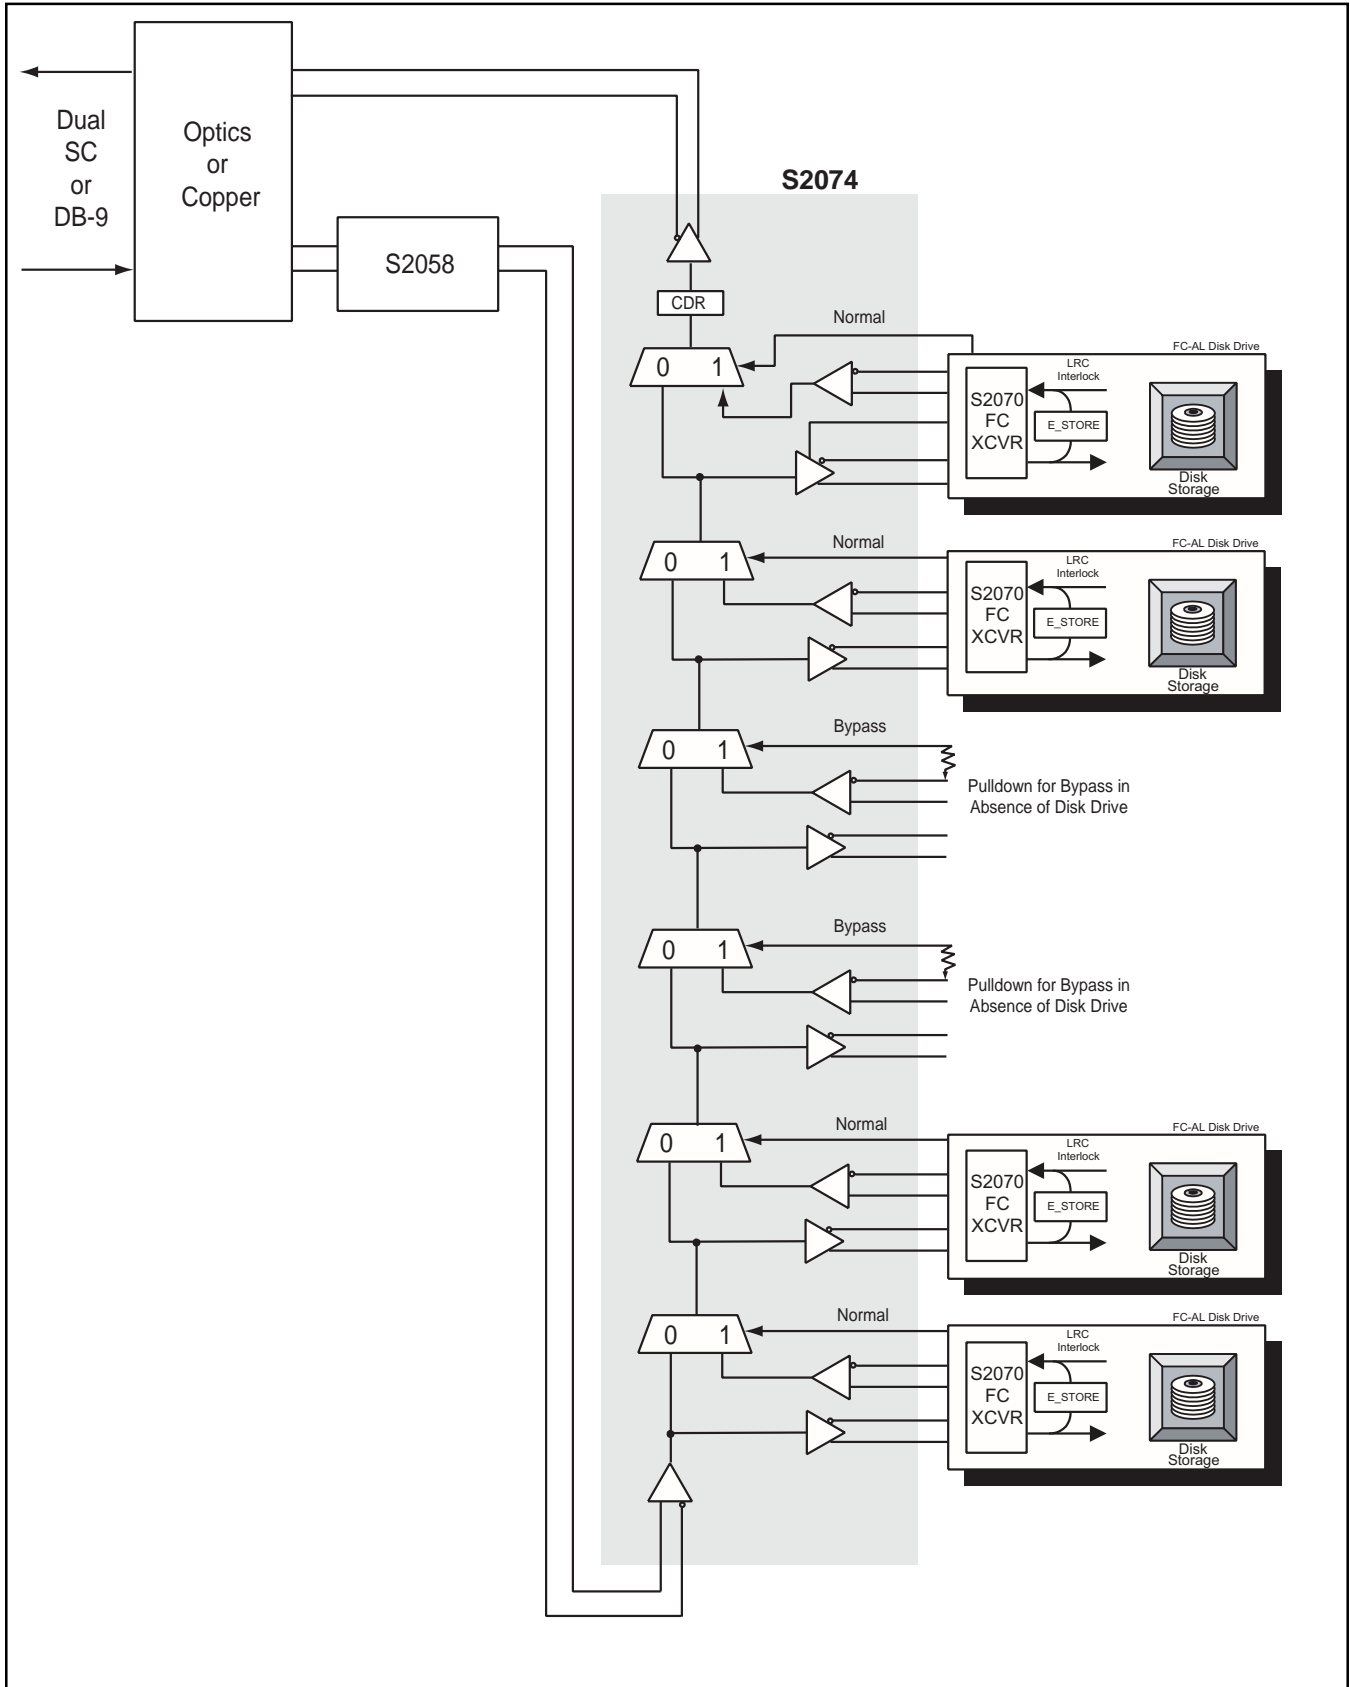 Dual
SC
or
DB-9
Optics
or
Copper
S2058
S2074
CDR
Normal
0 1
FC-AL Disk Drive
LRC
Interlock
S2070
FC
XCVR
E_STORE
Disk
Storage
Normal
0 1
FC-AL Disk Drive
LRC
Interlock
S2070
FC
XCVR
E_STORE
Disk
Storage
Bypass
0 1
Pulldown for Bypass in
Absence of Disk Drive
Bypass
0 1
Pulldown for Bypass in
Absence of Disk Drive
Normal
0 1
FC-AL Disk Drive
LRC
Interlock
S2070
FC
XCVR
E_STORE
Disk
Storage
Normal
0 1
FC-AL Disk Drive
LRC
Interlock
S2070
FC
XCVR
E_STORE
Disk
Storage